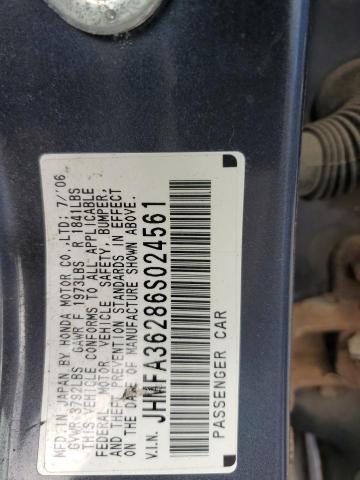 MFD.IN JAPAN BY HONDA MOTOR CO.,LTD: 7/'06
GVWR 3792LBS GAWR F 1973LBS R 1841LBS
THIS VEHICLE CONFORMS TO ALL APPLICABLE
FEDERAL MOTOR VEHICLE SAFETY, BUMPER,
AND THEFT PREVENTION STANDARDS IN EFFECT
ON THE DATE OF MANUFACTURE SHOWN ABOVE.
V.I.N. JHMFA36286S024561
PASSENGER CAR